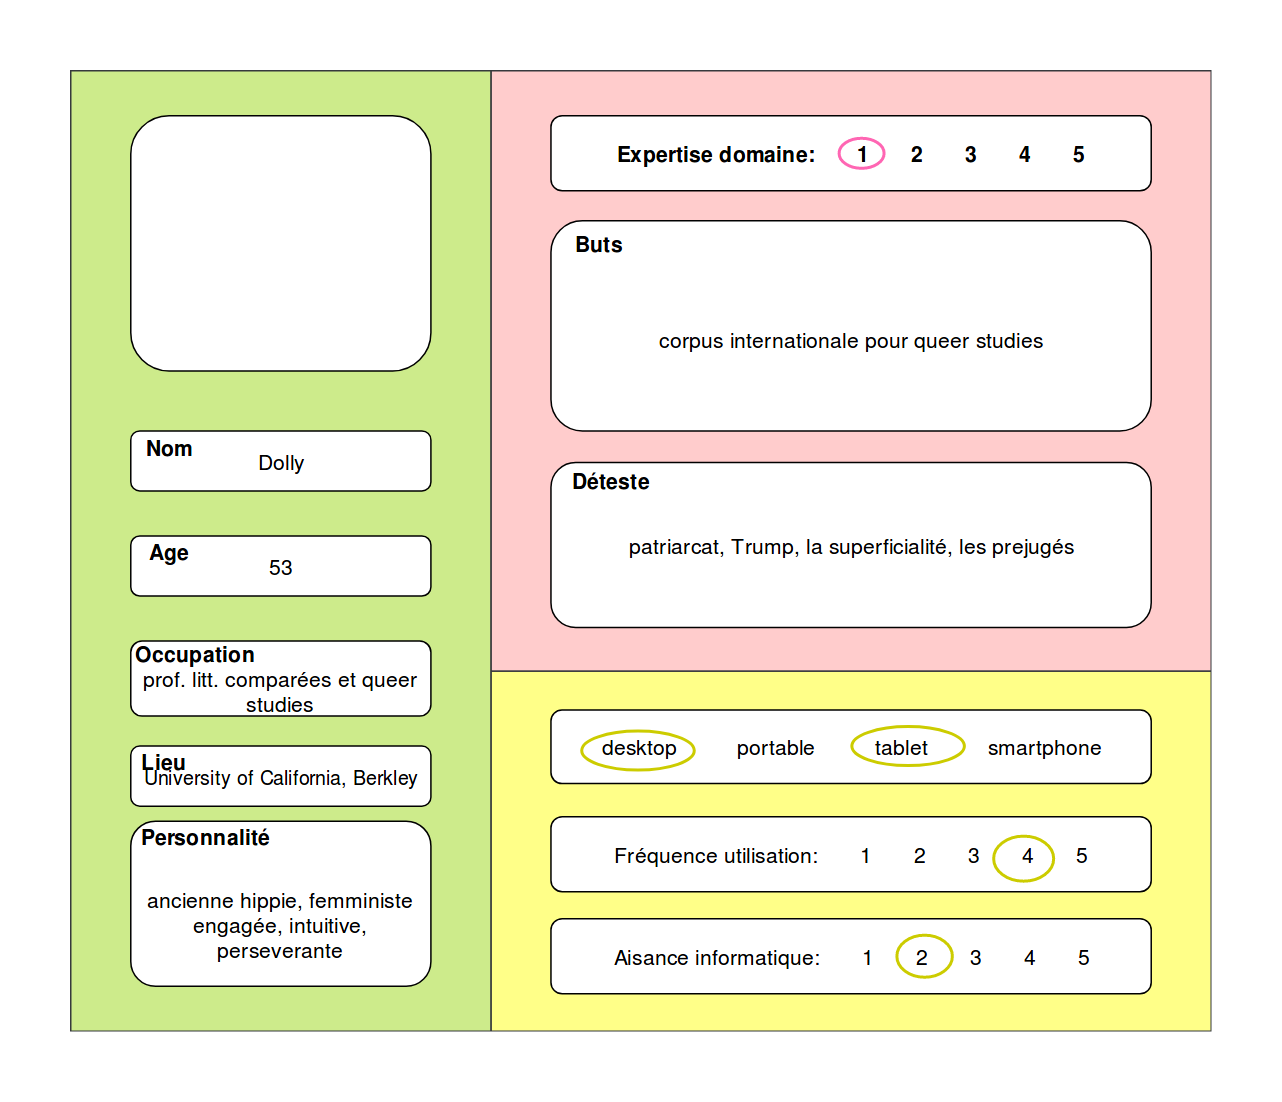 Nom
Dolly
Age
53
Occupation
prof. litt. comparées et queer
studies
Lieu
University of California, Berkley
Personnalité
ancienne hippie, femministe
engagée, intuitive,
perseverante
Expertise domaine: 1 2 3 4 5
Buts
corpus internationale pour queer studies
Déteste
patriarcat, Trump, la superficialité, les prejugés
desktop portable tablet smartphone
Fréquence utilisation: 1 2 3 4 5
Aisance informatique: 1 2 3 4 5